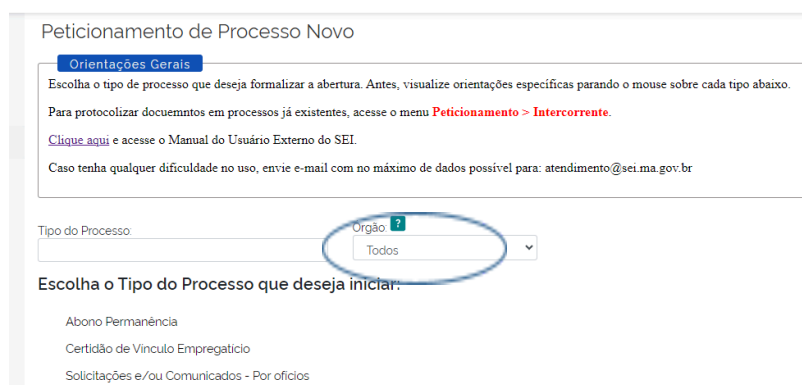 Peticionamento de Processo Novo
Orientações Gerais
Escolha o tipo de processo que deseja formalizar a abertura. Antes, visualize orientações específicas parando o mouse sobre cada tipo abaixo.
Para protocolizar docuemntos em processos já existentes, acesse o menu Peticionamento > Intercorrente.
Clique aqui e acesse o Manual do Usuário Externo do SEI.
Caso tenha qualquer dificuldade no uso, envie e-mail com no máximo de dados possível para: atendimento@sei.ma.gov.br
Tipo do Processo:
Orgão: ?
Todos
Escolha o Tipo do Processo que deseja iniciar:
Abono Permanência
Certidão de Vínculo Empregatício
Solicitações e/ou Comunicados - Por ofícios